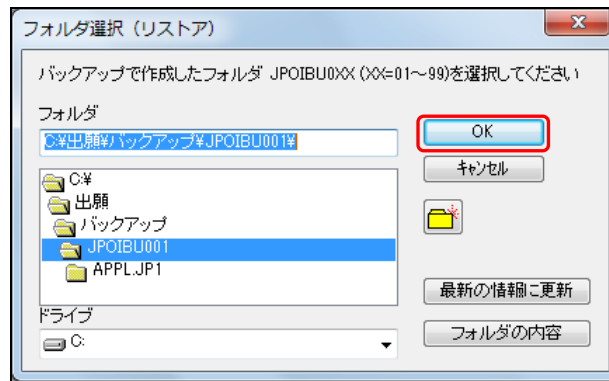 フォルダ選択（リストア）
バックアップで作成したフォルダ JPOIBU0XX (XX=01～99)を選択してください
フォルダ
C:¥出願¥バックアップ¥JPOIBU001¥
OK
キャンセル
C:¥
出願
バックアップ
JPOIBU001
APPL.JP1
最新の情報に更新
ドライブ
C:
フォルダの内容